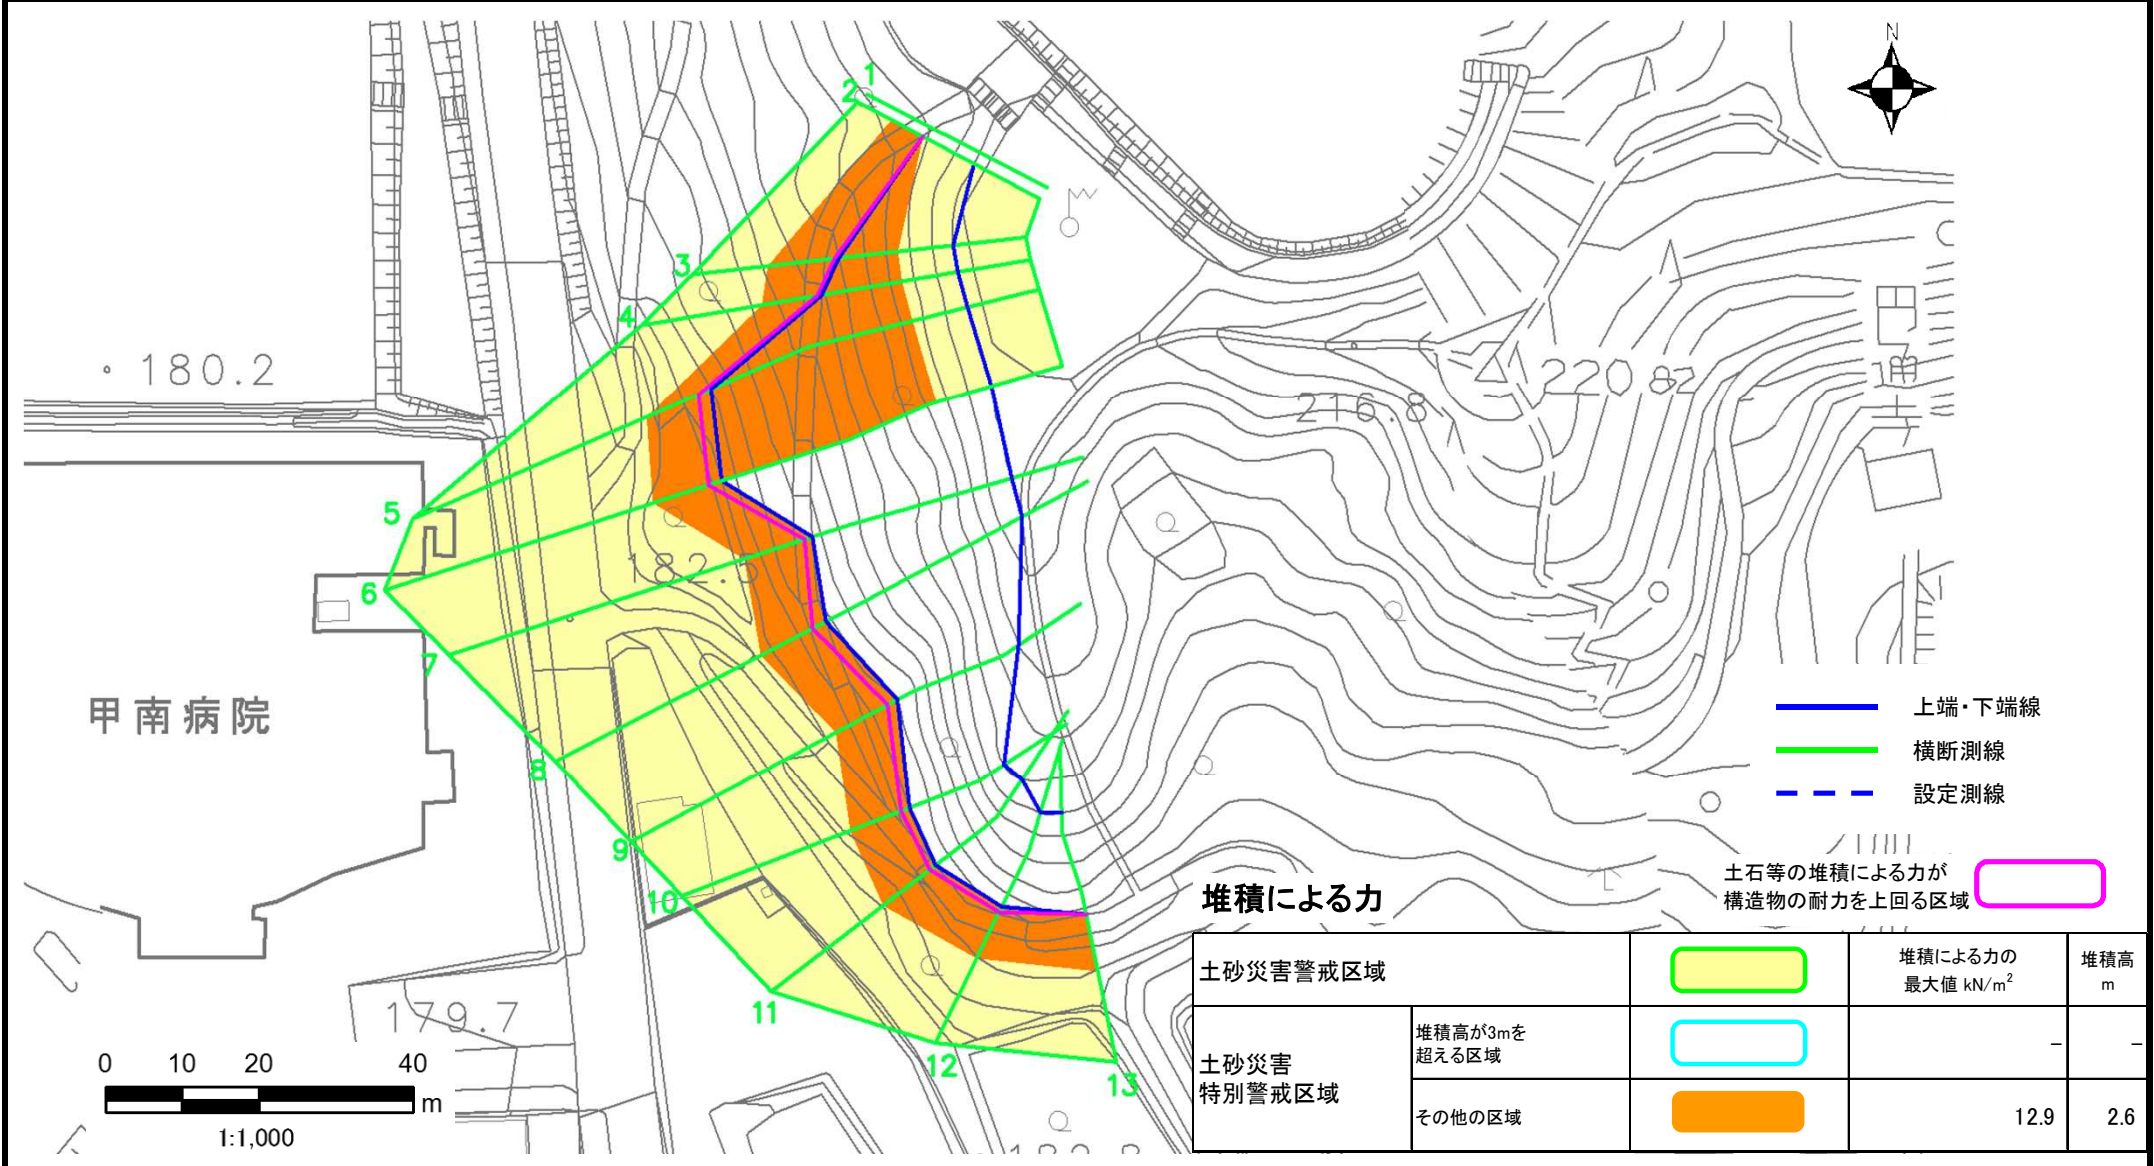 N
1
2
3
4
5
6
7
8
9
10
11
12
13
180.2
182.5
216.8
220.82
179.7
甲南病院
上端・下端線
横断測線
設定測線
土石等の堆積による力が
構造物の耐力を上回る区域
堆積による力
土砂災害警戒区域
堆積による力の
最大値 kN/m²
堆積高
m
土砂災害
特別警戒区域
堆積高が3mを
超える区域
－
－
その他の区域
12.9
2.6
0 10 20 40
m
1:1,000